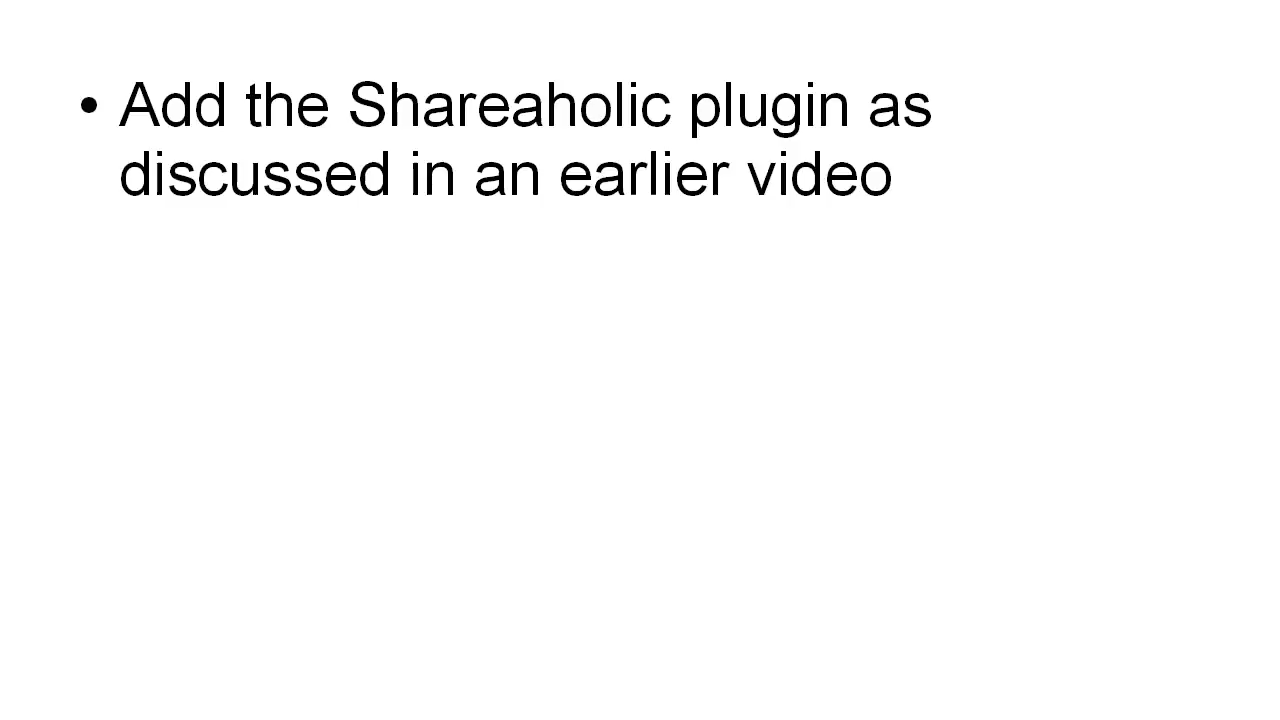 • Add the Shareaholic plugin as
discussed in an earlier video